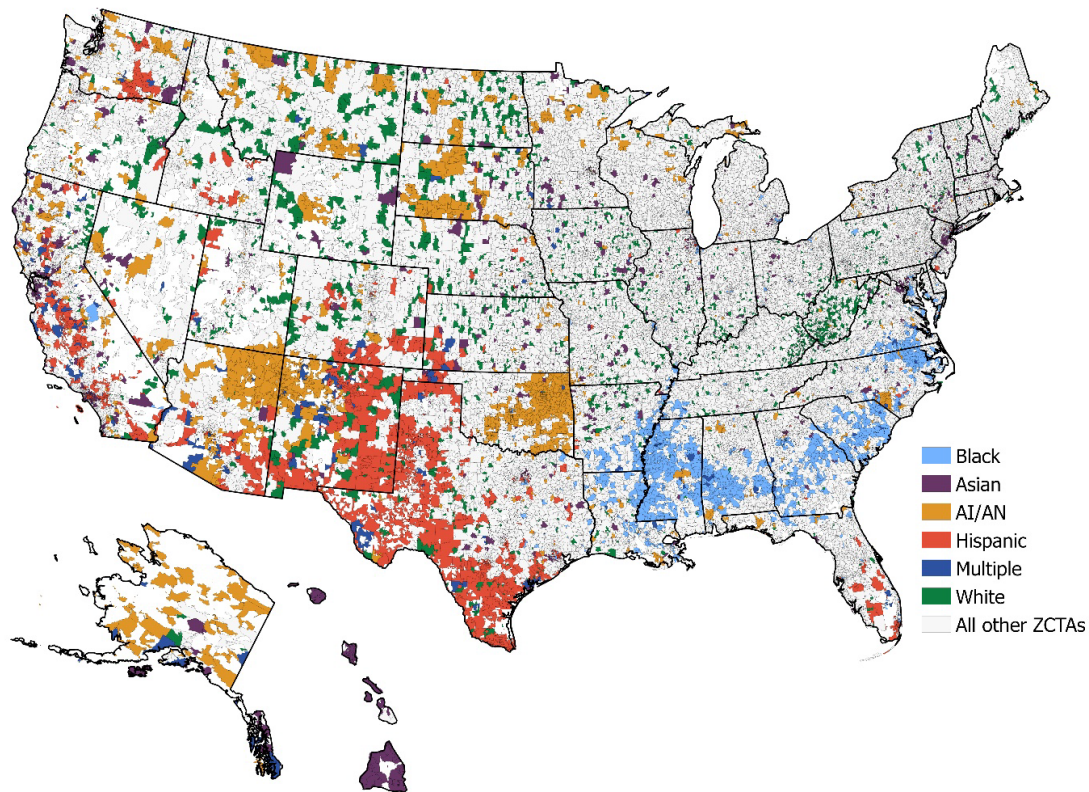 Black
Asian
AI/AN
Hispanic
Multiple
White
All other ZCTAs